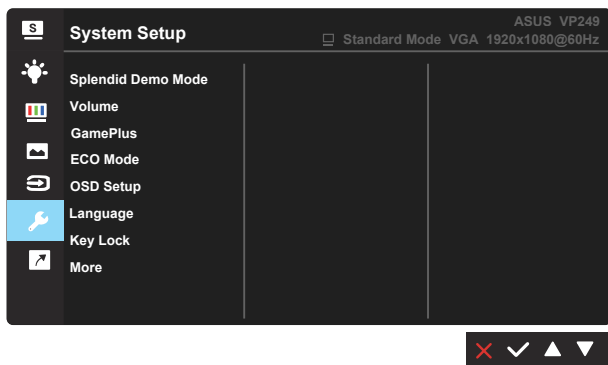 S
System Setup
ASUS VP249
Standard Mode VGA 1920x1080@60Hz
Splendid Demo Mode
Volume
GamePlus
ECO Mode
OSD Setup
Language
Key Lock
More